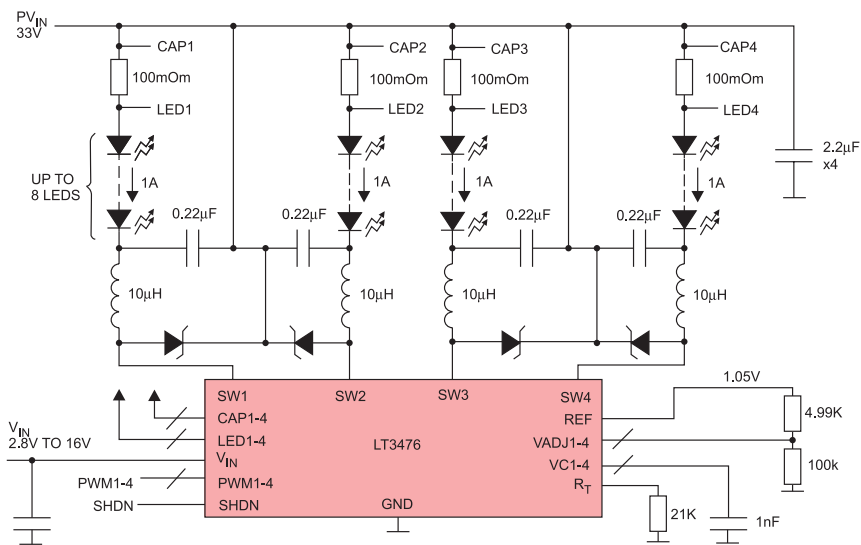 PVIN
33V
CAP1
CAP2
CAP3
CAP4
100mOm
100mOm
100mOm
100mOm
LED1
LED2
LED3
LED4
UP TO
8 LEDS
1A
1A
1A
1A
2.2µF
x4
0.22µF
0.22µF
0.22µF
0.22µF
10µH
10µH
10µH
10µH
SW1
SW2
SW3
SW4
1.05V
CAP1-4
REF
4.99K
VIN
2.8V TO 16V
LED1-4
LT3476
VADJ1-4
VIN
VC1-4
100k
PWM1-4
PWM1-4
RT
SHDN
SHDN
GND
21K
1nF